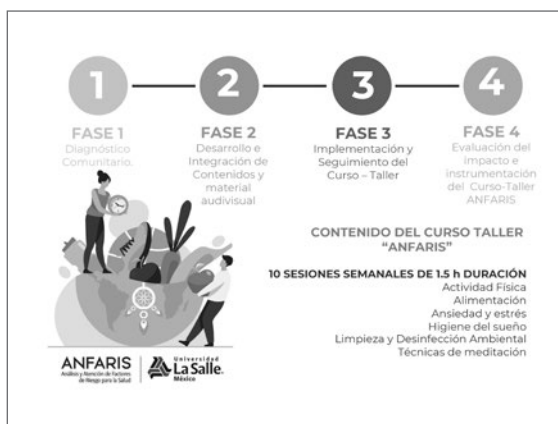 1
2
3
4
FASE 1
Diagnóstico
Comunitario.
FASE 2
Desarrollo e
Integración de
Contenidos y
material
audivisual
FASE 3
Implementación y
Seguimiento del
Curso – Taller
FASE 4
Evaluación del
impacto e
instrumentación
del Curso-Taller
ANFARIS
CONTENIDO DEL CURSO TALLER
"ANFARIS"
10 SESIONES SEMANALES DE 1.5 h DURACIÓN
Actividad Física
Alimentación
Ansiedad y estrés
Higiene del sueño
Limpieza y Desinfección Ambiental
Técnicas de meditación
ANFARIS
Análisis y Atención de Factores
de Riesgo para la Salud
Universidad
La Salle
México